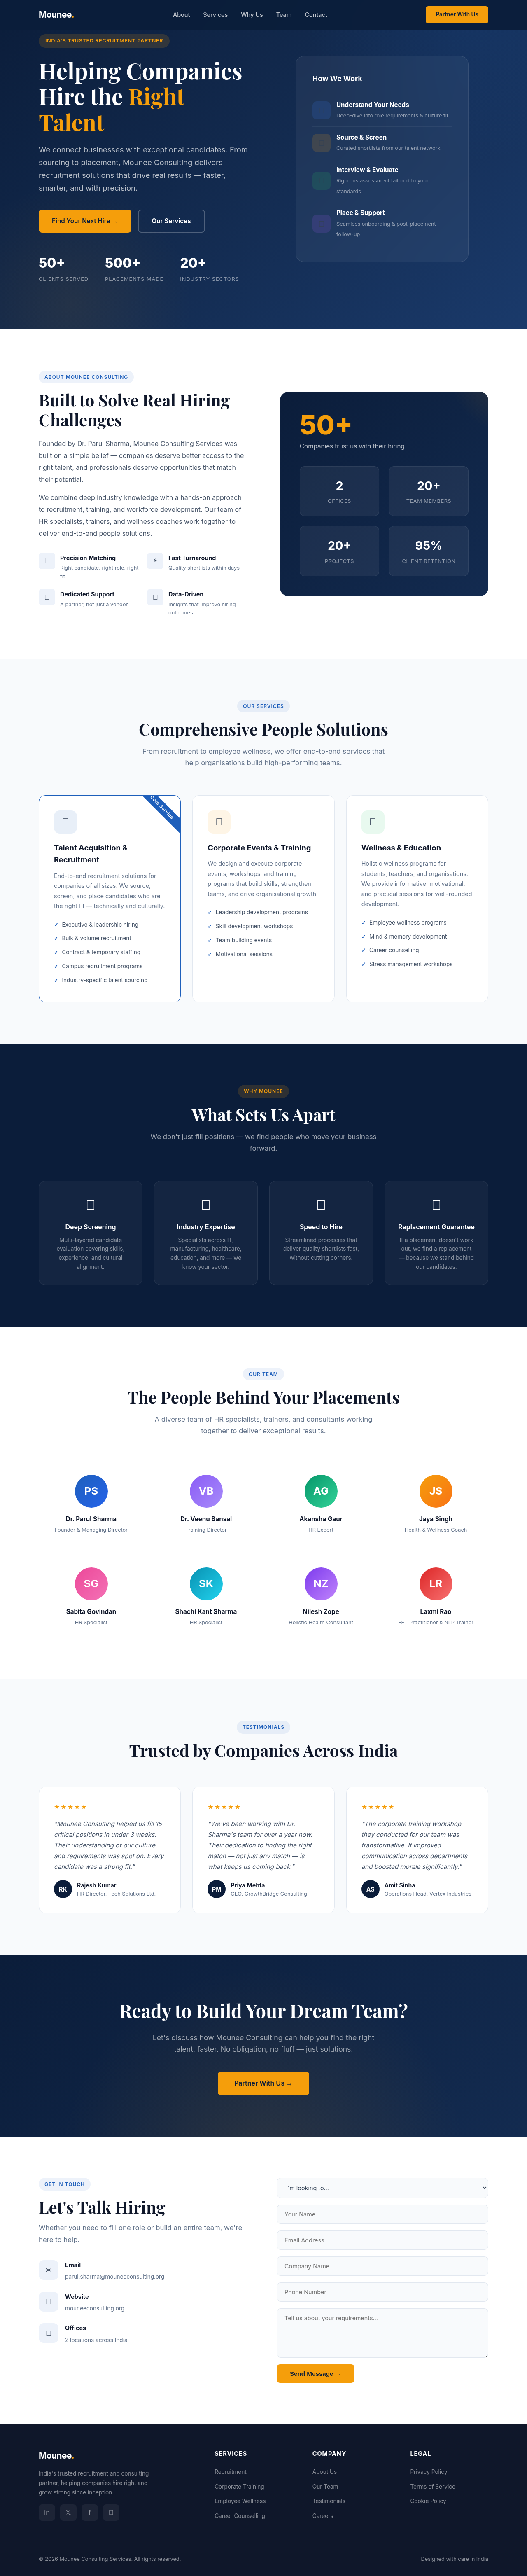 Mounee.
About
Services
Why Us
Team
Contact
Partner With Us
INDIA'S TRUSTED RECRUITMENT PARTNER
Helping Companies
Hire the Right
Talent
We connect businesses with exceptional candidates. From
sourcing to placement, Mounee Consulting delivers
recruitment solutions that drive real results — faster,
smarter, and with precision.
Find Your Next Hire →
Our Services
50+
CLIENTS SERVED
500+
PLACEMENTS MADE
20+
INDUSTRY SECTORS
How We Work
Understand Your Needs
Deep-dive into role requirements & culture fit
Source & Screen
Curated shortlists from our talent network
Interview & Evaluate
Rigorous assessment tailored to your
standards
Place & Support
Seamless onboarding & post-placement
follow-up
ABOUT MOUNEE CONSULTING
Built to Solve Real Hiring
Challenges
Founded by Dr. Parul Sharma, Mounee Consulting Services was
built on a simple belief — companies deserve better access to the
right talent, and professionals deserve opportunities that match
their potential.
We combine deep industry knowledge with a hands-on approach
to recruitment, training, and workforce development. Our team of
HR specialists, trainers, and wellness coaches work together to
deliver end-to-end people solutions.
Precision Matching
Right candidate, right role, right
fit
⚡
Fast Turnaround
Quality shortlists within days
Dedicated Support
A partner, not just a vendor
Data-Driven
Insights that improve hiring
outcomes
50+
Companies trust us with their hiring
2
OFFICES
20+
TEAM MEMBERS
20+
PROJECTS
95%
CLIENT RETENTION
OUR SERVICES
Comprehensive People Solutions
From recruitment to employee wellness, we offer end-to-end services that
help organisations build high-performing teams.
Core Service
Talent Acquisition &
Recruitment
End-to-end recruitment solutions for
companies of all sizes. We source,
screen, and place candidates who are
the right fit — technically and culturally.
✓ Executive & leadership hiring
✓ Bulk & volume recruitment
✓ Contract & temporary staffing
✓ Campus recruitment programs
✓ Industry-specific talent sourcing
Corporate Events & Training
We design and execute corporate
events, workshops, and training
programs that build skills, strengthen
teams, and drive organisational growth.
✓ Leadership development programs
✓ Skill development workshops
✓ Team building events
✓ Motivational sessions
Wellness & Education
Holistic wellness programs for
students, teachers, and organisations.
We provide informative, motivational,
and practical sessions for well-rounded
development.
✓ Employee wellness programs
✓ Mind & memory development
✓ Career counselling
✓ Stress management workshops
WHY MOUNEE
What Sets Us Apart
We don't just fill positions — we find people who move your business
forward.
Deep Screening
Multi-layered candidate
evaluation covering skills,
experience, and cultural
alignment.
Industry Expertise
Specialists across IT,
manufacturing, healthcare,
education, and more — we
know your sector.
Speed to Hire
Streamlined processes that
deliver quality shortlists fast,
without cutting corners.
Replacement Guarantee
If a placement doesn't work
out, we find a replacement
— because we stand behind
our candidates.
OUR TEAM
The People Behind Your Placements
A diverse team of HR specialists, trainers, and consultants working
together to deliver exceptional results.
PS
Dr. Parul Sharma
Founder & Managing Director
VB
Dr. Veenu Bansal
Training Director
AG
Akansha Gaur
HR Expert
JS
Jaya Singh
Health & Wellness Coach
SG
Sabita Govindan
HR Specialist
SK
Shachi Kant Sharma
HR Specialist
NZ
Nilesh Zope
Holistic Health Consultant
LR
Laxmi Rao
EFT Practitioner & NLP Trainer
TESTIMONIALS
Trusted by Companies Across India
★★★★★
"Mounee Consulting helped us fill 15
critical positions in under 3 weeks.
Their understanding of our culture
and requirements was spot on. Every
candidate was a strong fit."
RK
Rajesh Kumar
HR Director, Tech Solutions Ltd.
★★★★★
"We've been working with Dr.
Sharma's team for over a year now.
Their dedication to finding the right
match — not just any match — is
what keeps us coming back."
PM
Priya Mehta
CEO, GrowthBridge Consulting
★★★★★
"The corporate training workshop
they conducted for our team was
transformative. It improved
communication across departments
and boosted morale significantly."
AS
Amit Sinha
Operations Head, Vertex Industries
Ready to Build Your Dream Team?
Let's discuss how Mounee Consulting can help you find the right
talent, faster. No obligation, no fluff — just solutions.
Partner With Us →
GET IN TOUCH
Let's Talk Hiring
Whether you need to fill one role or build an entire team, we're
here to help.
✉
Email
parul.sharma@mouneeconsulting.org
Website
mouneeconsulting.org
Offices
2 locations across India
I'm looking to...
Your Name
Email Address
Company Name
Phone Number
Tell us about your requirements...
Send Message →
Mounee.
India's trusted recruitment and consulting
partner, helping companies hire right and
grow strong since inception.
in
𝕏
f
SERVICES
Recruitment
Corporate Training
Employee Wellness
Career Counselling
COMPANY
About Us
Our Team
Testimonials
Careers
LEGAL
Privacy Policy
Terms of Service
Cookie Policy
© 2026 Mounee Consulting Services. All rights reserved.
Designed with care in India